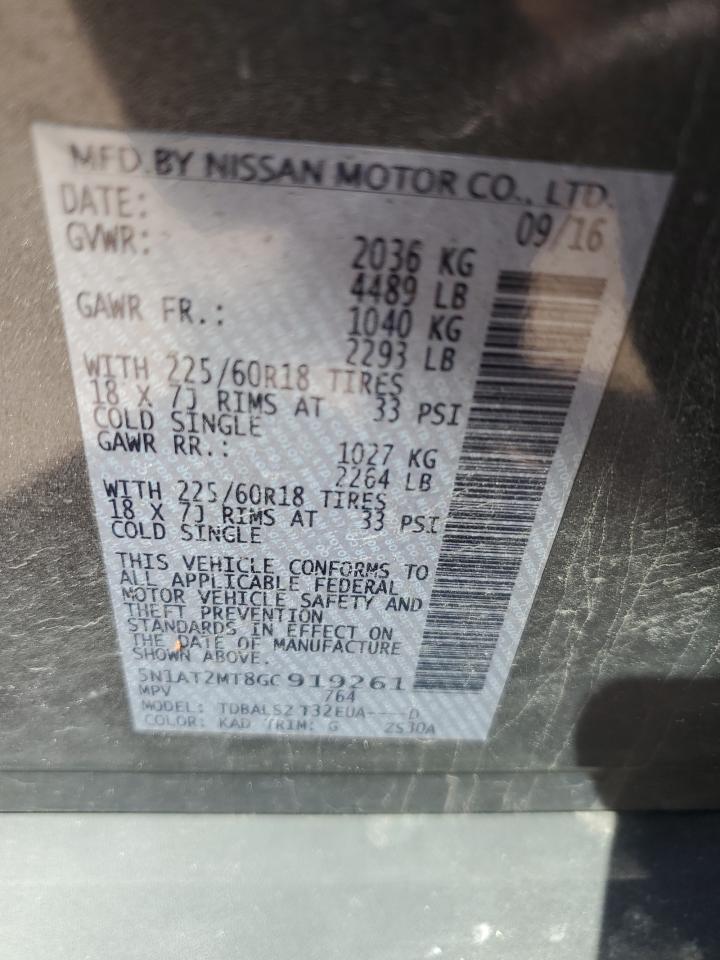 MFD.BY NISSAN MOTOR CO., LTD.
DATE: 09/16
GVWR: 2036 KG
4489 LB
GAWR FR.: 1040 KG
2293 LB
WITH 225/60R18 TIRES
18 X 7J RIMS AT 33 PSI
COLD SINGLE
GAWR RR.: 1027 KG
2264 LB
WITH 225/60R18 TIRES
18 X 7J RIMS AT 33 PSI
COLD SINGLE
THIS VEHICLE CONFORMS TO
ALL APPLICABLE FEDERAL
MOTOR VEHICLE SAFETY AND
THEFT PREVENTION
STANDARDS IN EFFECT ON
THE DATE OF MANUFACTURE
SHOWN ABOVE.
5N1AT2MT8GC919261
MPV 764
MODEL: TDBALS2 T32EUA----D
COLOR: KAD TRIM: G